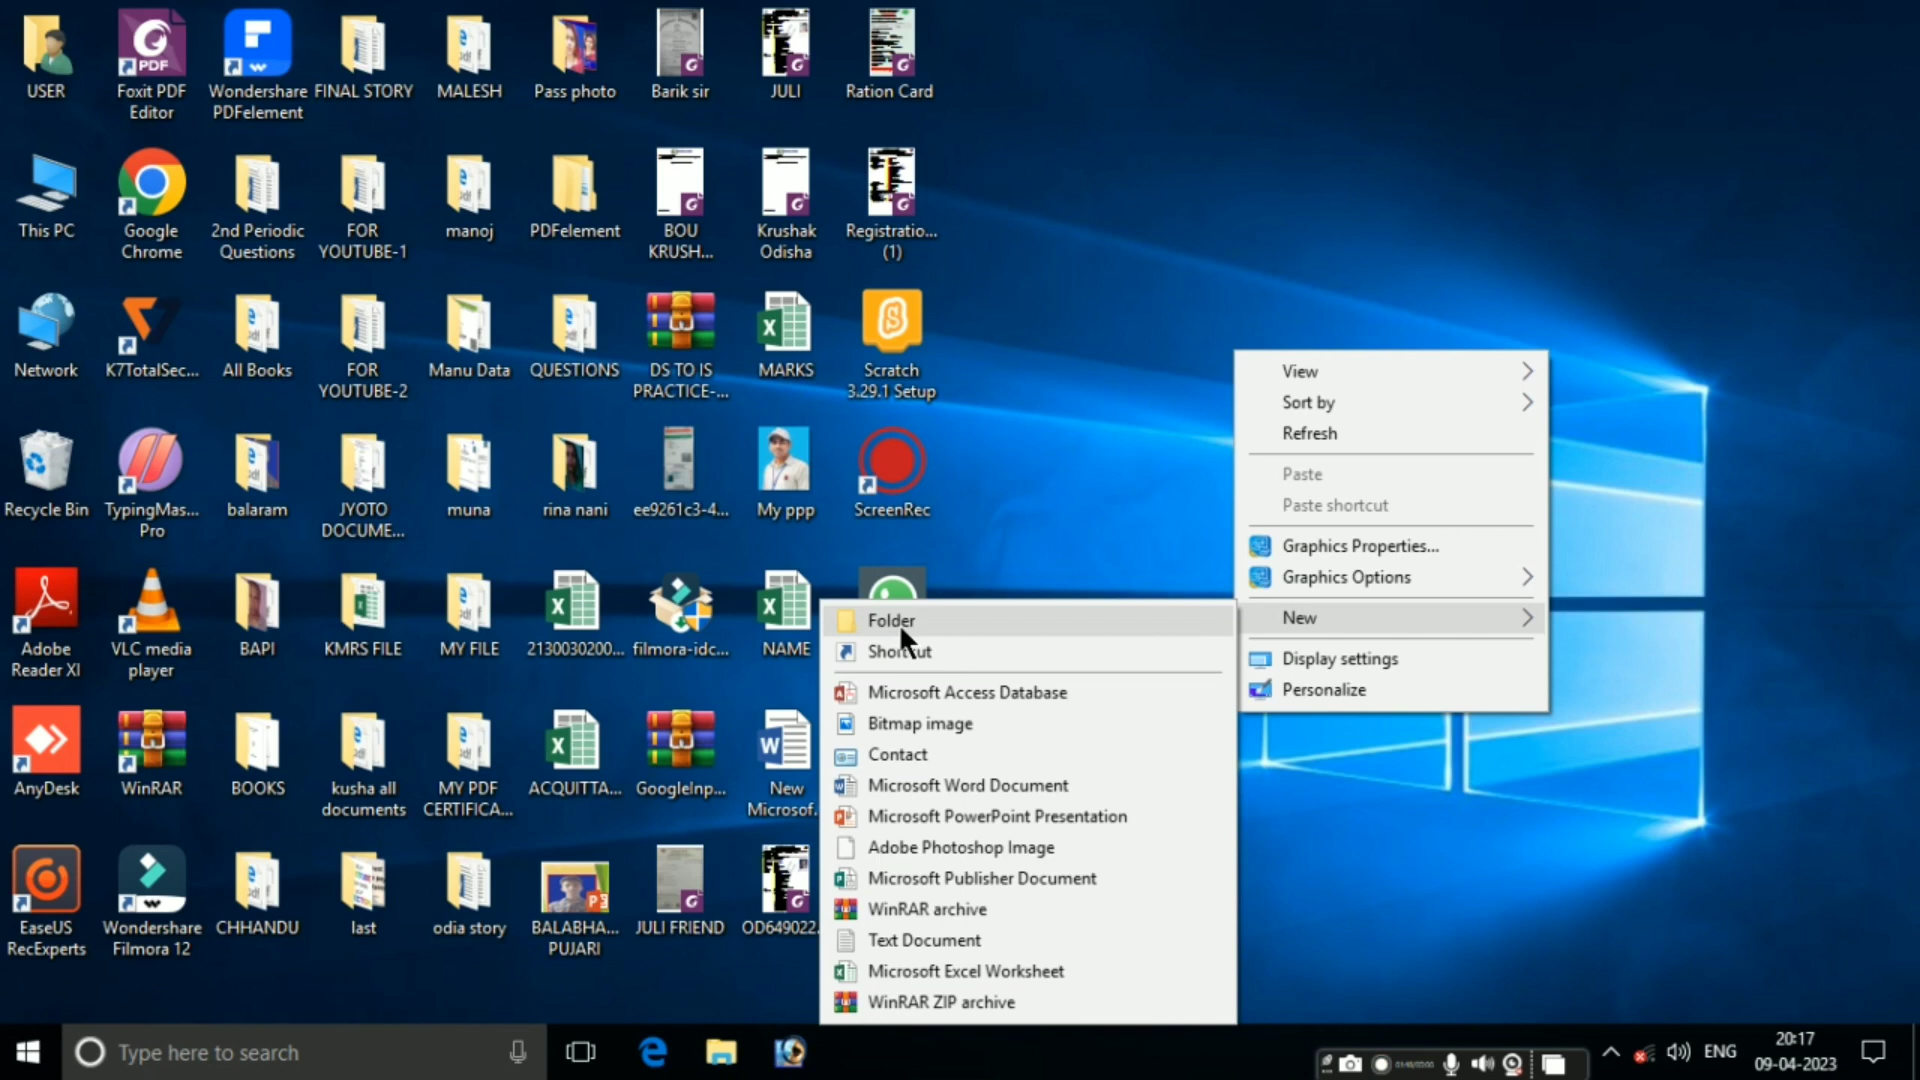 USER
Foxit PDF
Editor
Wondershare
PDFelement
FINAL STORY
MALESH
Pass photo
Barik sir
JULI
Ration Card
This PC
Google
Chrome
2nd Periodic
Questions
FOR
YOUTUBE-1
manoj
PDFelement
BOU
KRUSH...
Krushak
Odisha
Registratio...
(1)
Network
K7TotalSec...
All Books
FOR
YOUTUBE-2
Manu Data
QUESTIONS
DS TO IS
PRACTICE-...
MARKS
Scratch
3.29.1 Setup
Recycle Bin
TypingMas...
Pro
balaram
JYOTO
DOCUME...
muna
rina nani
ee9261c3-4...
My ppp
ScreenRec
Adobe
Reader XI
VLC media
player
BAPI
KMRS FILE
MY FILE
2130030200...
filmora-idc...
NAME
AnyDesk
WinRAR
BOOKS
kusha all
documents
MY PDF
CERTIFICA...
ACQUITTA...
GoogleInp...
New
Microsof.
EaseUS
RecExperts
Wondershare
Filmora 12
CHHANDU
last
odia story
BALABHA...
PUJARI
JULI FRIEND
OD649022.
View
Sort by
Refresh
Paste
Paste shortcut
Graphics Properties...
Graphics Options
New
Display settings
Personalize
Folder
Shortcut
Microsoft Access Database
Bitmap image
Contact
Microsoft Word Document
Microsoft PowerPoint Presentation
Adobe Photoshop Image
Microsoft Publisher Document
WinRAR archive
Text Document
Microsoft Excel Worksheet
WinRAR ZIP archive
Type here to search
ENG
20:17
09-04-2023